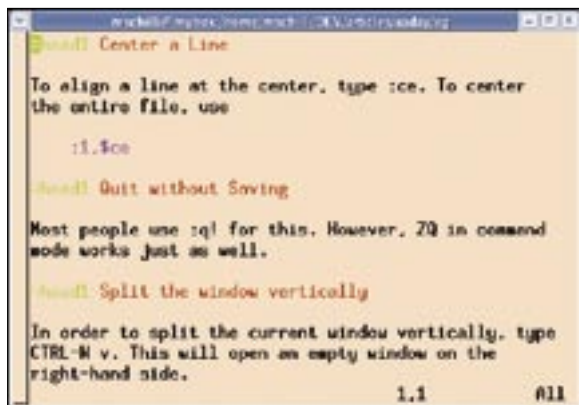 =head1 Center a Line
To align a line at the center, type :ce. To center
the entire file, use
:1,$ce
=head1 Quit without Saving
Most people use :q! for this. However, ZQ in command
mode works just as well.
=head1 Split the window vertically
In order to split the current window vertically, type
CTRL-W v. This will open an empty window on the
right-hand side.
1,1 All